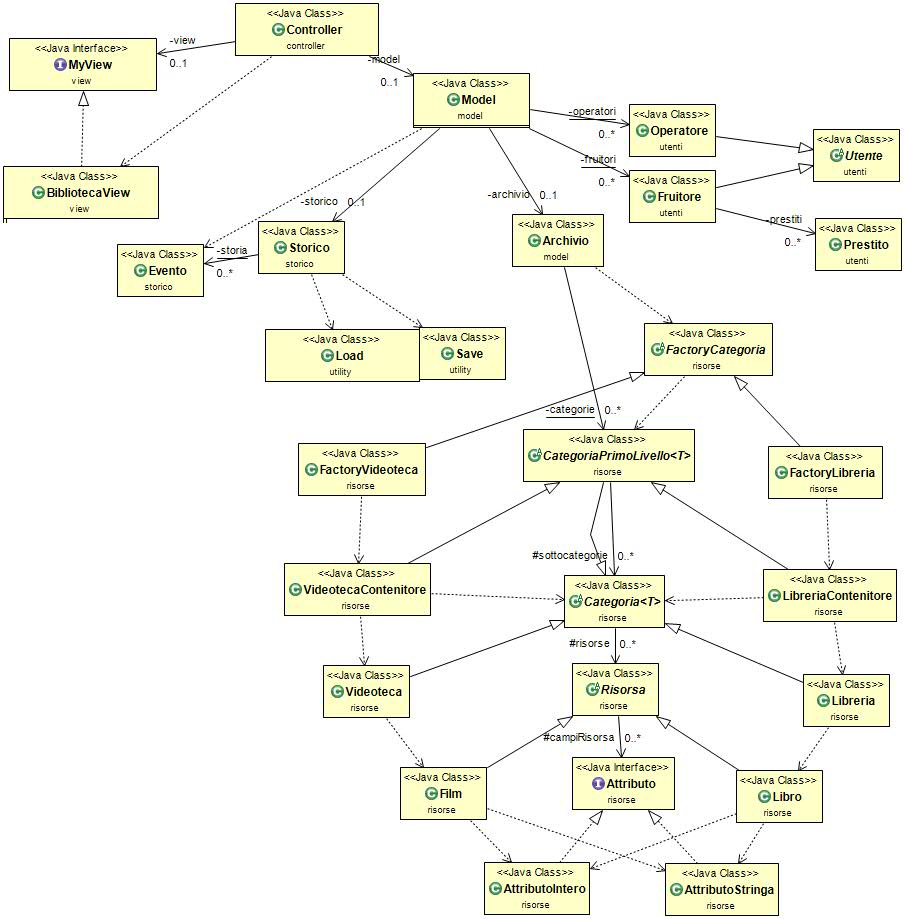 <<Java Class>>
Controller
controller
-view
0..1
<<Java Interface>>
MyView
view
-model
0..1
<<Java Class>>
Model
model
-operatori
0..*
<<Java Class>>
Operatore
utenti
<<Java Class>>
Utente
utenti
-fruitori
0..*
<<Java Class>>
Fruitore
utenti
<<Java Class>>
BibliotecaView
view
-storico
0..1
-archivio
0..1
-prestiti
0..*
<<Java Class>>
Prestito
utenti
<<Java Class>>
Storico
storico
<<Java Class>>
Archivio
model
-storia
0..*
<<Java Class>>
Evento
storico
<<Java Class>>
Load
utility
<<Java Class>>
Save
utility
<<Java Class>>
FactoryCategoria
risorse
-categorie
0..*
<<Java Class>>
CategoriaPrimoLivello<T>
risorse
<<Java Class>>
FactoryVideoteca
risorse
<<Java Class>>
FactoryLibreria
risorse
#sottocategorie
0..*
<<Java Class>>
VideotecaContenitore
risorse
<<Java Class>>
Categoria<T>
risorse
<<Java Class>>
LibreriaContenitore
risorse
#risorse
0..*
<<Java Class>>
Videoteca
risorse
<<Java Class>>
Risorsa
risorse
<<Java Class>>
Libreria
risorse
#campiRisorsa
0..*
<<Java Class>>
Film
risorse
<<Java Interface>>
Attributo
risorse
<<Java Class>>
Libro
risorse
<<Java Class>>
AttributoIntero
risorse
<<Java Class>>
AttributoStringa
risorse